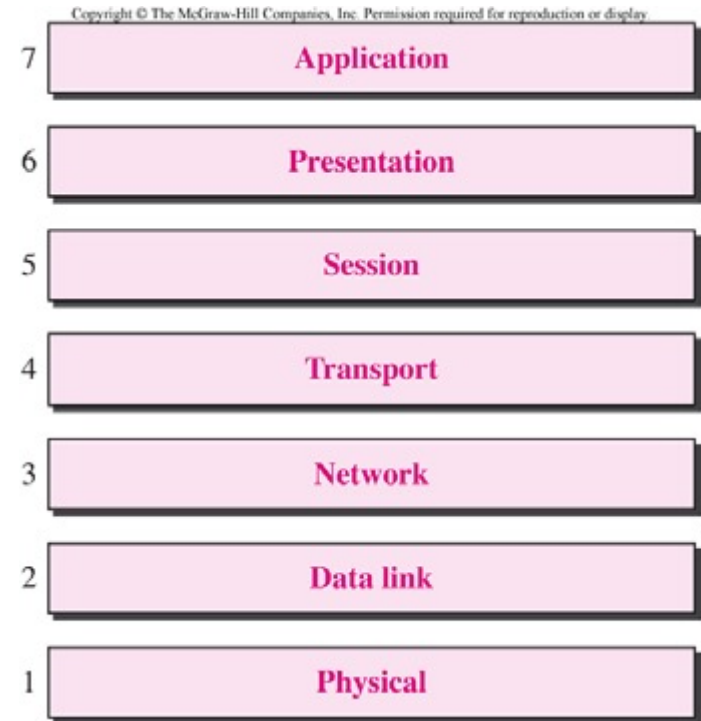 Copyright © The McGraw-Hill Companies, Inc. Permission required for reproduction or display.
7 Application
6 Presentation
5 Session
4 Transport
3 Network
2 Data link
1 Physical